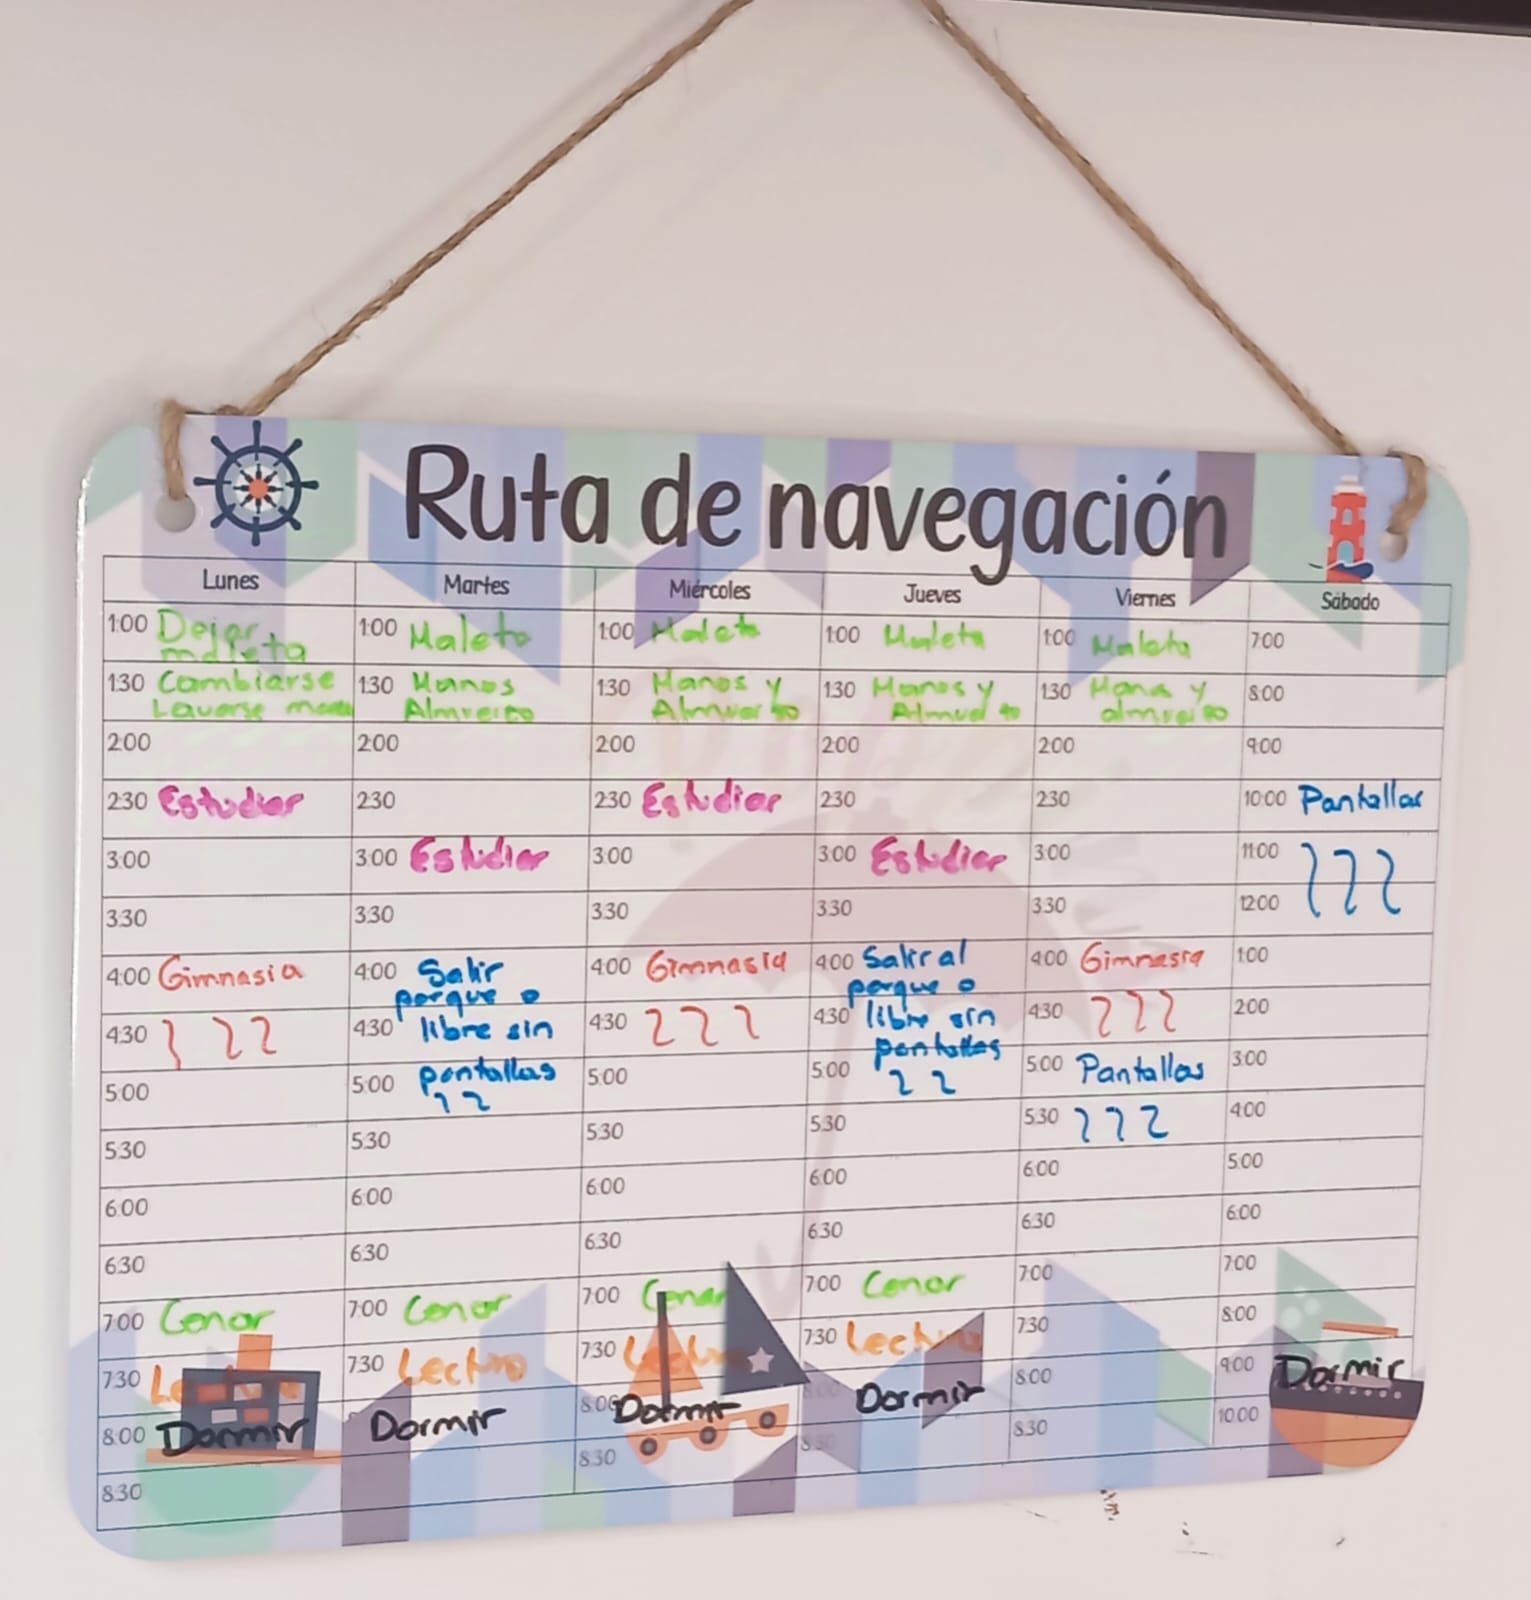 Ruta de navegación
Lunes Martes Miércoles Jueves Viernes Sábado
1:00 Dejar maleta 1:00 Maleta 1:00 Maleta 1:00 Maleta 1:00 Maleta 7:00
1:30 Cambiarse Lavarse 1:30 Manos Almuerzo 1:30 Manos y Almuerzo 1:30 Manos y Almuerzo 1:30 Manos y almuerzo 8:00
2:00 2:00 2:00 2:00 2:00 9:00
2:30 Estudiar 2:30 2:30 Estudiar 2:30 2:30 10:00 Pantallas
3:00 3:00 Estudiar 3:00 3:00 Estudiar 3:00 11:00
3:30 3:30 3:30 3:30 3:30 12:00
4:00 Gimnasia 4:00 Salir parque o 4:00 Gimnasia 4:00 Salir al parque o 4:00 Gimnasia 1:00
4:30 4:30 libre sin 4:30 4:30 libre sin pantallas 4:30 2:00
5:00 5:00 pantallas 5:00 5:00 5:00 Pantallas 3:00
5:30 5:30 5:30 5:30 5:30 4:00
6:00 6:00 6:00 6:00 6:00 5:00
6:30 6:30 6:30 6:30 6:30 6:00
7:00 Cenar 7:00 Cenar 7:00 Cenar 7:00 Cenar 7:00 7:00
7:30 Lectura 7:30 Lectura 7:30 Lectura 7:30 Lectura 7:30 8:00
8:00 Dormir Dormir 8:00 Dormir 8:00 Dormir 8:00 9:00 Dormir
8:30 8:30 8:30 8:30 10:00